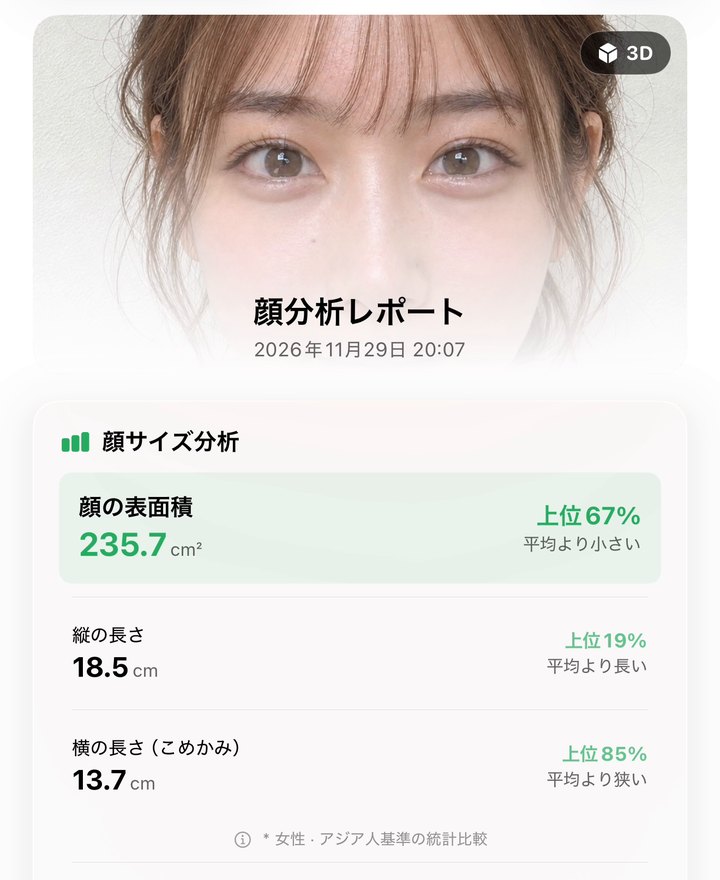 3D
顔分析レポート
2026年11月29日 20:07
顔サイズ分析
顔の表面積
235.7 cm²
上位67%
平均より小さい
縦の長さ
18.5 cm
上位19%
平均より長い
横の長さ（こめかみ）
13.7 cm
上位85%
平均より狭い
* 女性 · アジア人基準の統計比較